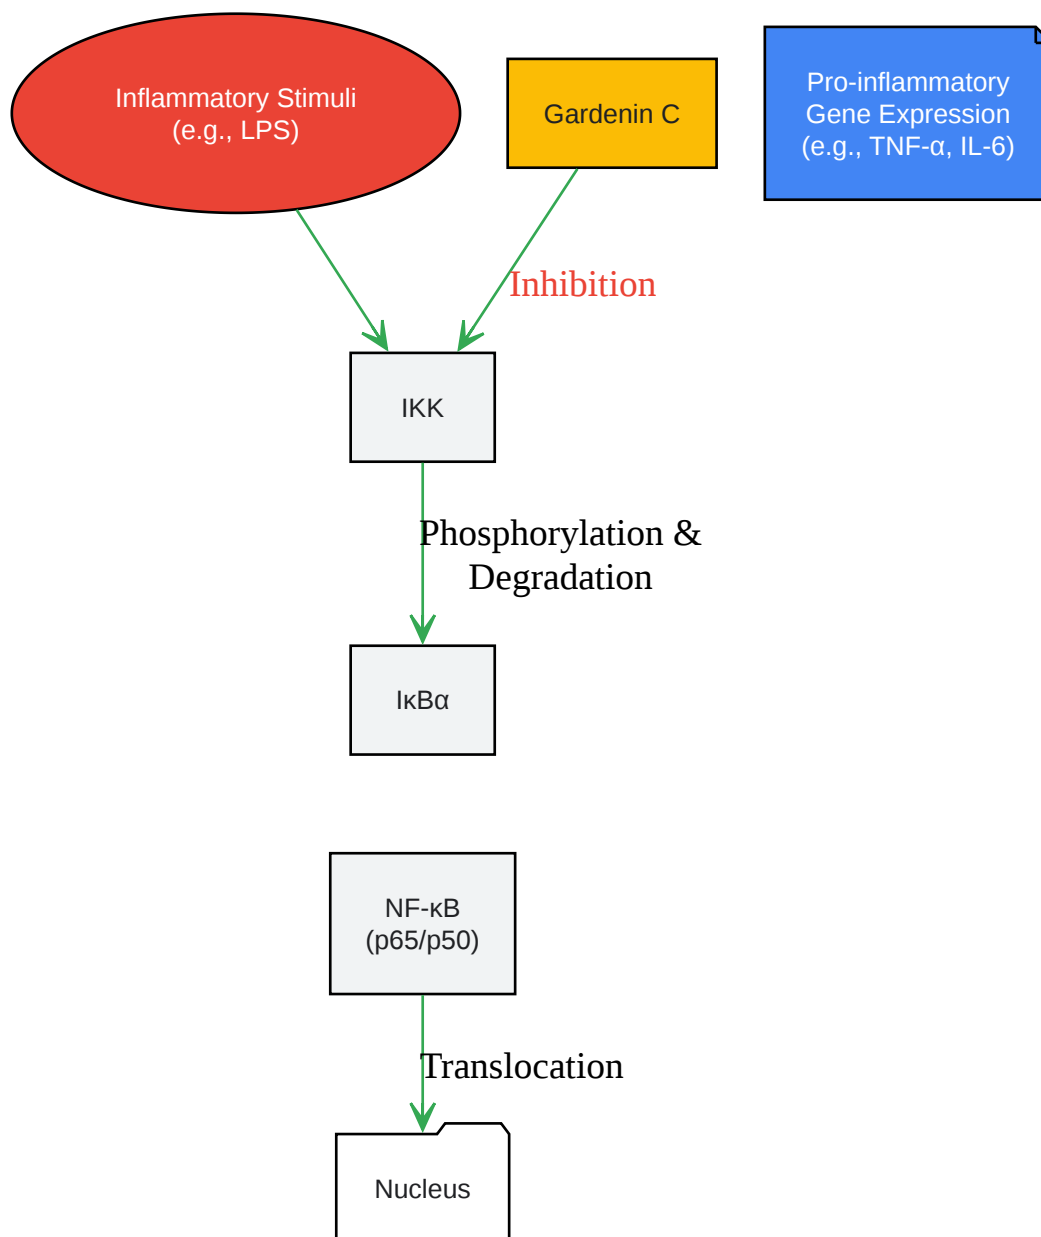 Inflammatory Stimuli
(e.g., LPS)
Gardenin C
Pro-inflammatory
Gene Expression
(e.g., TNF-α, IL-6)
Inhibition
IKK
Phosphorylation &
Degradation
IκBα
NF-κB
(p65/p50)
Translocation
Nucleus